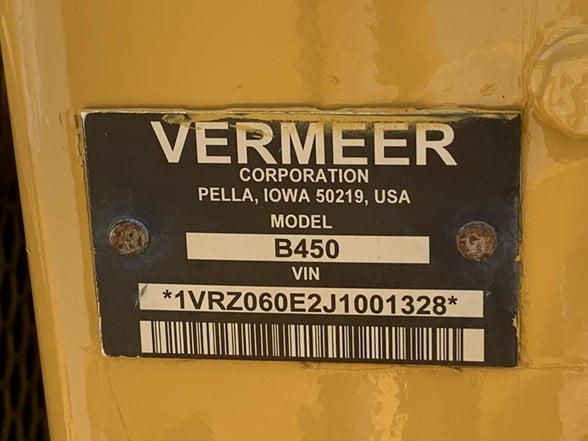 VERMEER
CORPORATION
PELLA, IOWA 50219, USA
MODEL
B450
VIN
*1VRZ060E2J1001328*